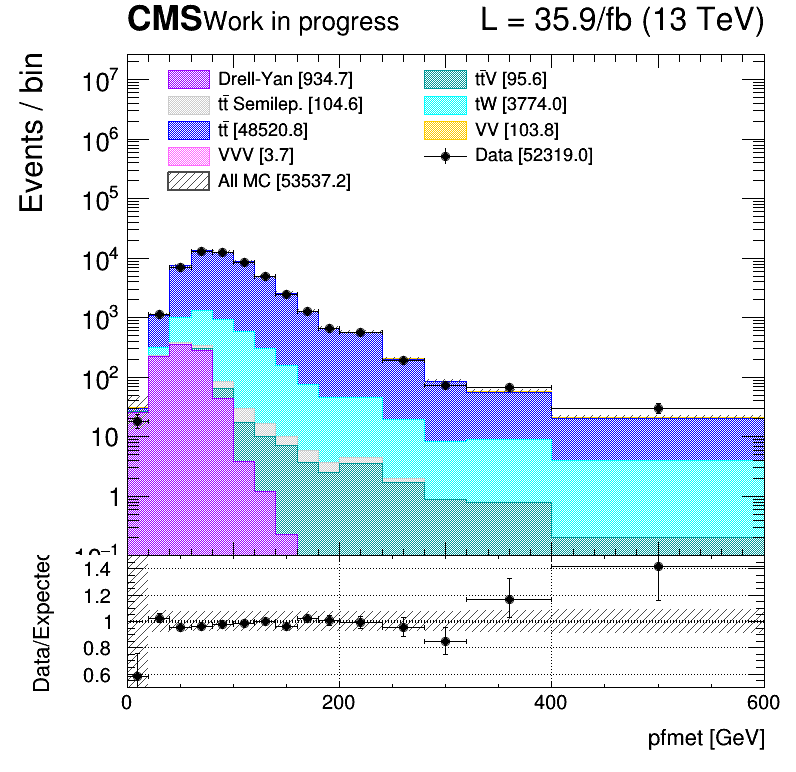 CMS Work in progress L = 35.9/fb (13 TeV)
Events / bin
Drell-Yan [934.7] tt̄V [95.6]
tt̄ Semilep. [104.6] tW [3774.0]
tt̄ [48520.8] VV [103.8]
VVV [3.7] Data [52319.0]
All MC [53537.2]
10⁷
10⁶
10⁵
10⁴
10³
10²
10
1
10⁻¹
Data/Expected
1.4
1.2
1
0.8
0.6
0 200 400 600
pfmet [GeV]